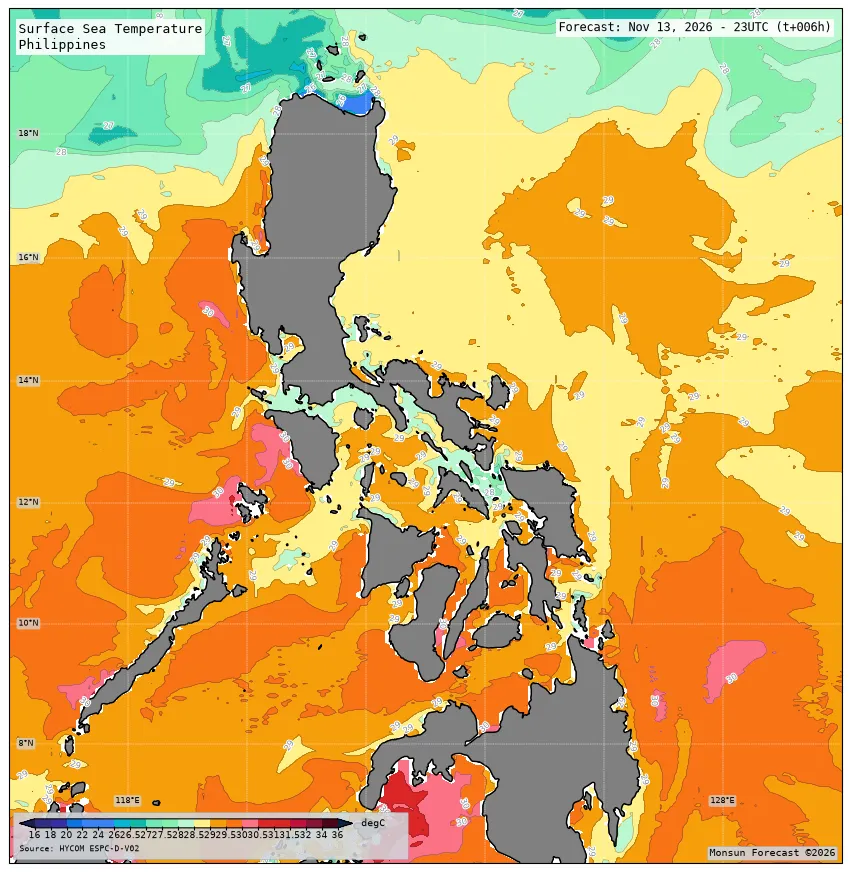 Surface Sea Temperature
Philippines
Forecast: Nov 13, 2026 - 23UTC (t+006h)
18°N
16°N
14°N
12°N
10°N
8°N
118°E
128°E
16 18 20 22 24 26 26.5 27 27.5 28 28.5 29 29.5 30 30.5 31 31.5 32 34 36 degC
Source: HYCOM ESPC-D-V02
Monsun Forecast ©2026